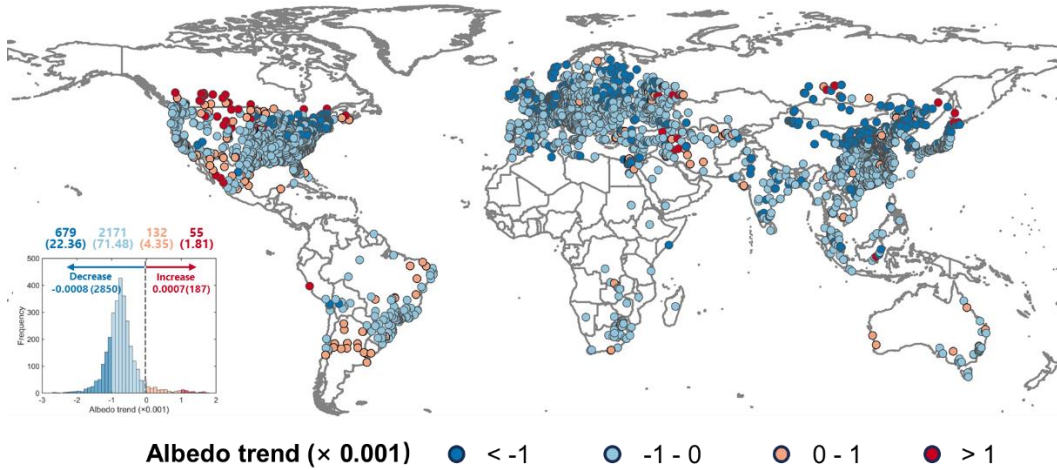 679 2171 132 55
(22.36) (71.48) (4.35) (1.81)
500
400
300
200
100
0
Frequency
Decrease Increase
-0.0008 (2850) 0.0007(187)
-3 -2 -1 0 1 2
Albedo trend (×0.001)
Albedo trend (× 0.001) < -1 -1 - 0 0 - 1 > 1